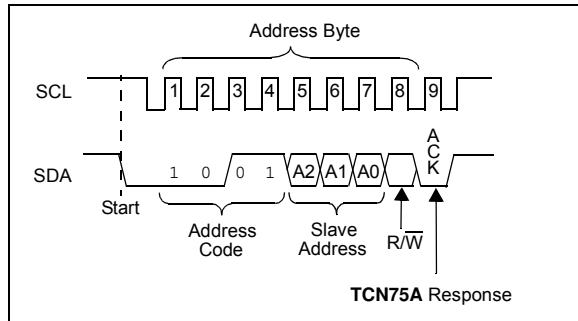 Address Byte
SCL 1 2 3 4 5 6 7 8 9
SDA 1 0 0 1 A2 A1 A0 ACK
Start
Address Code
Slave Address
R/W̅
TCN75A Response